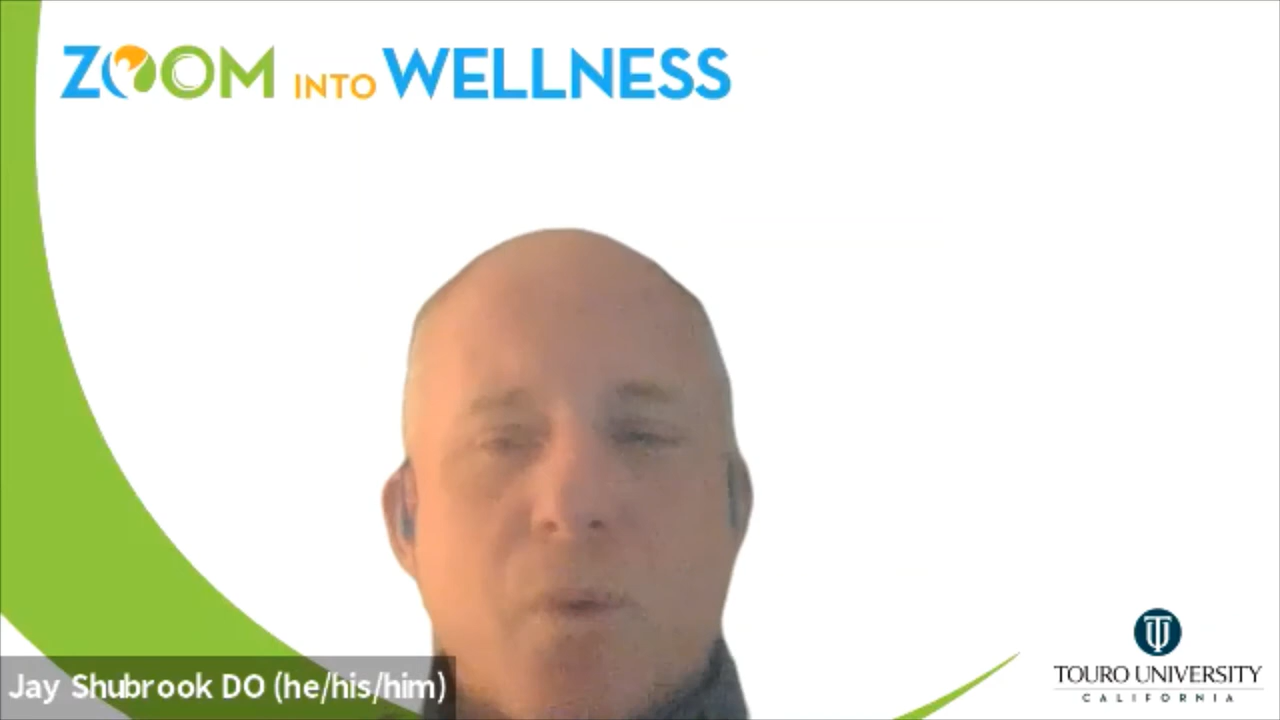 ZOOM INTO WELLNESS
Jay Shubrook DO (he/his/him)
TOURO UNIVERSITY
CALIFORNIA